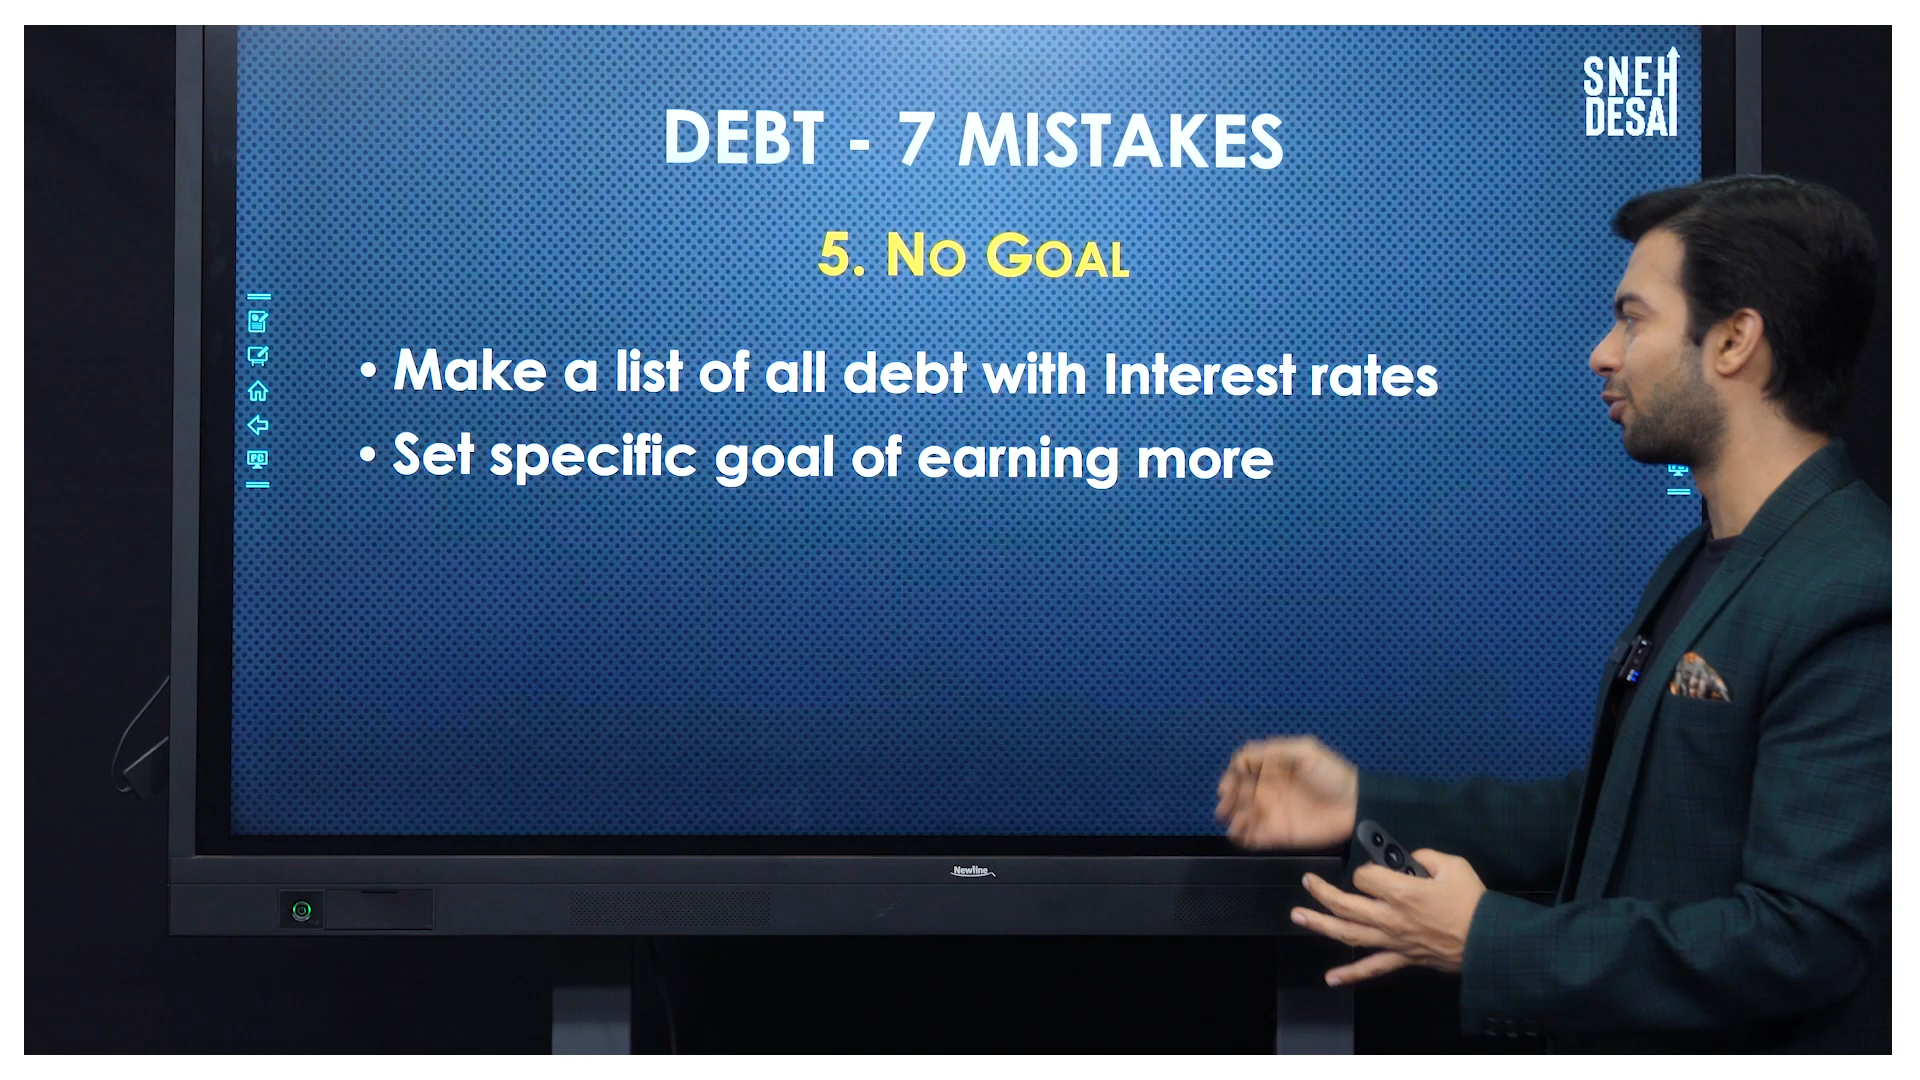 SNEH
DESAI
DEBT - 7 MISTAKES
5. NO GOAL
• Make a list of all debt with Interest rates
• Set specific goal of earning more
PC
Newline